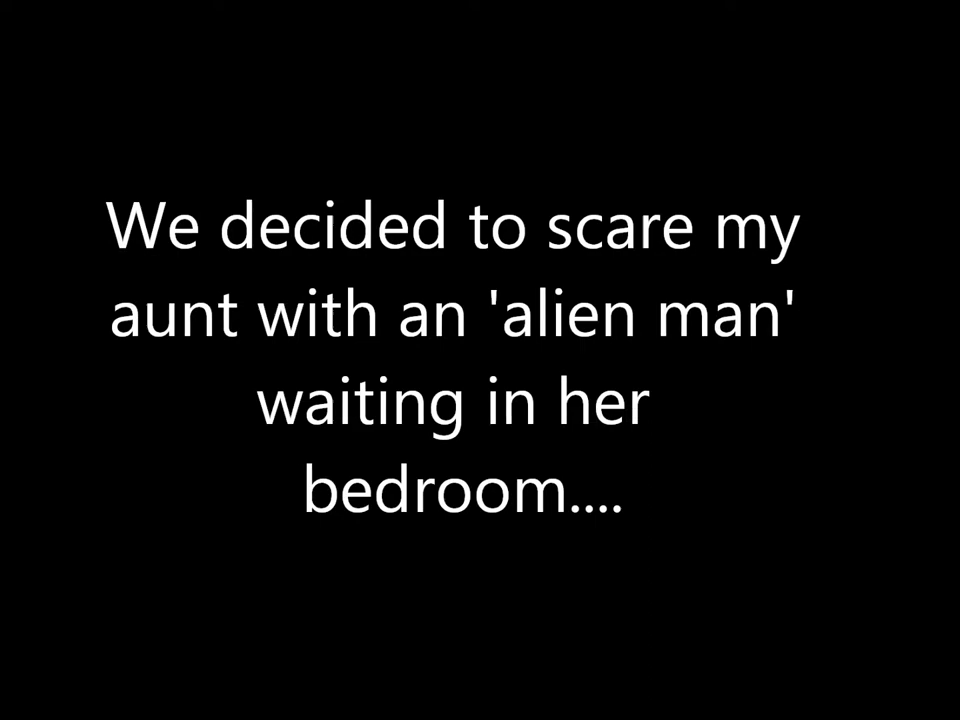 We decided to scare my
aunt with an 'alien man'
waiting in her
bedroom....